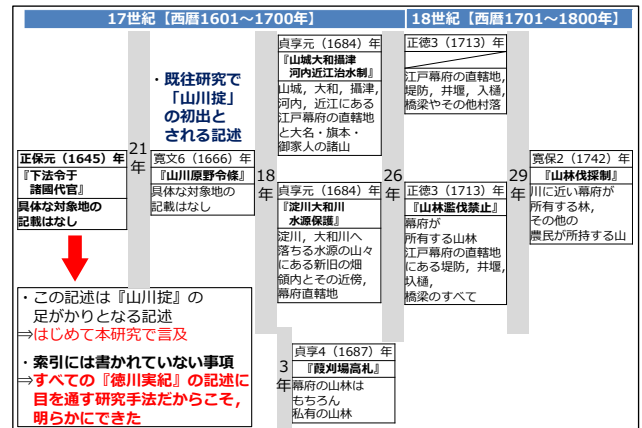 17世紀【西暦1601～1700年】
18世紀【西暦1701～1800年】
・既往研究で
「山川掟」
の初出と
される記述
正保元（1645）年
『下法令于
諸國代官』
具体な対象地の
記載はなし
21
年
寛文6（1666）年
『山川原野令條』
具体な対象地の
記載はなし
18
年
貞享元（1684）年
『山城大和攝津
河内近江治水制』
山城，大和，攝津，
河内，近江にある
江戸幕府の直轄地
と大名・旗本・
御家人の諸山
貞享元（1684）年
『淀川大和川
水源保護』
淀川，大和川へ
落ちる水源の山々
にある新旧の畑
領内とその近傍，
幕府直轄地
3
年
貞享4（1687）年
『葭刈場高札』
幕府の山林は
もちろん
私有の山林
26
年
正徳3（1713）年
江戸幕府の直轄地，
堤防，井堰，入樋，
橋梁やその他村落
正徳3（1713）年
『山林濫伐禁止』
幕府が
所有する山林
江戸幕府の直轄地
にある堤防，井堰，
圦樋，
橋梁のすべて
29
年
寛保2（1742）年
『山林伐採制』
川に近い幕府が
所有する林，
その他の
農民が所持する山
・この記述は『山川掟』の
足がかりとなる記述
⇒はじめて本研究で言及
・索引には書かれていない事項
⇒すべての『徳川実紀』の記述に
目を通す研究手法だからこそ，
明らかにできた